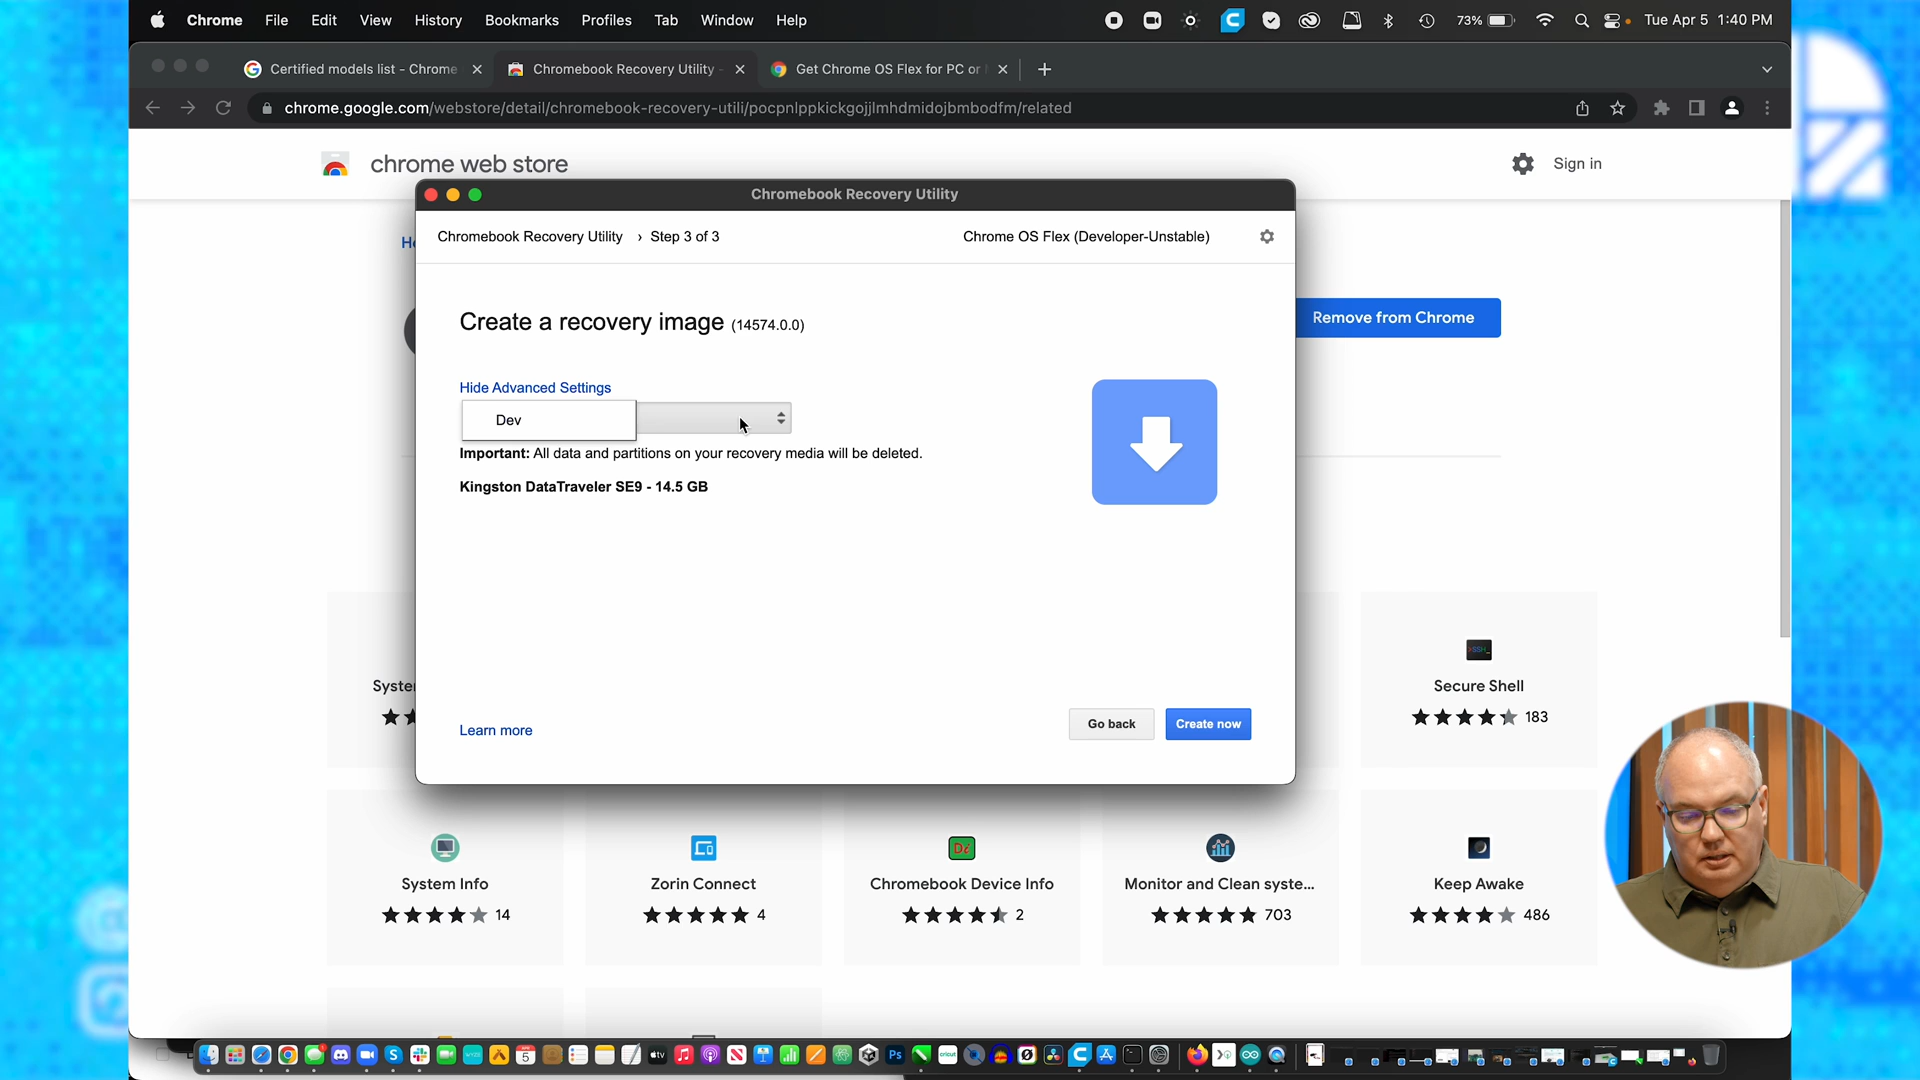 Chrome File Edit View History Bookmarks Profiles Tab Window Help
73% Tue Apr 5 1:40 PM
Certified models list - Chrome
Chromebook Recovery Utility -
Get Chrome OS Flex for PC or
chrome.google.com/webstore/detail/chromebook-recovery-utili/pocpnlppkickgojjlmhdmidojbmbodfm/related
chrome web store
Sign in
Chromebook Recovery Utility
Chromebook Recovery Utility › Step 3 of 3
Chrome OS Flex (Developer-Unstable)
Create a recovery image (14574.0.0)
Remove from Chrome
Hide Advanced Settings
Dev
Important: All data and partitions on your recovery media will be deleted.
Kingston DataTraveler SE9 - 14.5 GB
Learn more
Go back
Create now
Secure Shell
183
System Info
14
Zorin Connect
4
Chromebook Device Info
2
Monitor and Clean syste...
703
Keep Awake
486